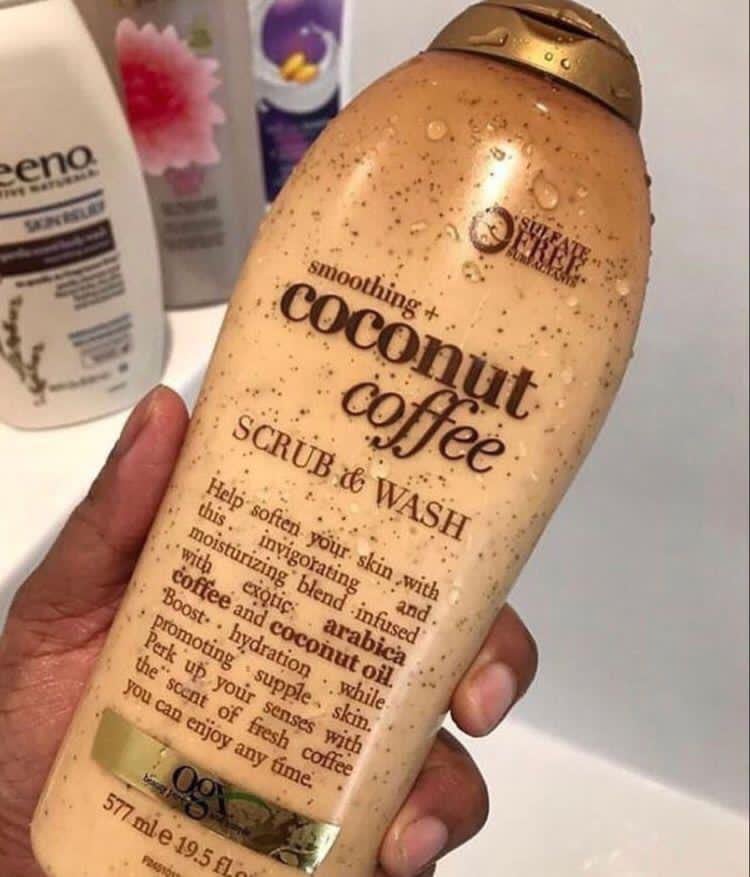 eeno
SKIN RELIEF
SULFATE
FREE
SURFACTANTS
smoothing +
coconut
coffee
SCRUB & WASH
Help soften your skin with
this invigorating and
moisturizing blend infused
with exotic arabica
coffee and coconut oil.
Boost hydration while
promoting supple skin.
Perk up your senses with
the scent of fresh coffee
you can enjoy any time.
ogx
577 ml e 19.5 fl.